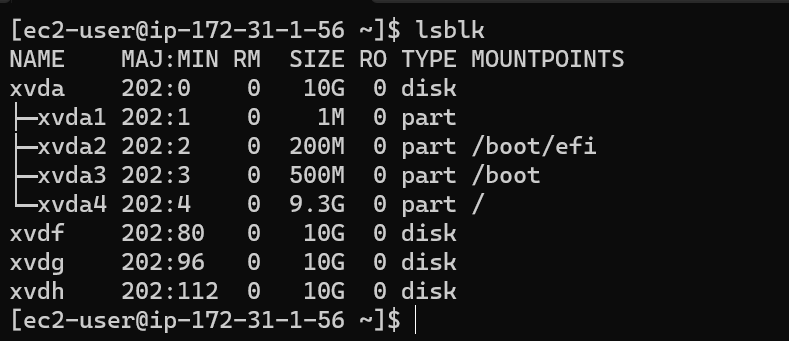 [ec2-user@ip-172-31-1-56 ~]$ lsblk
NAME    MAJ:MIN RM  SIZE RO TYPE MOUNTPOINTS
xvda    202:0    0   10G  0 disk
├─xvda1 202:1    0    1M  0 part
├─xvda2 202:2    0  200M  0 part /boot/efi
├─xvda3 202:3    0  500M  0 part /boot
└─xvda4 202:4    0  9.3G  0 part /
xvdf    202:80   0   10G  0 disk
xvdg    202:96   0   10G  0 disk
xvdh    202:112  0   10G  0 disk
[ec2-user@ip-172-31-1-56 ~]$